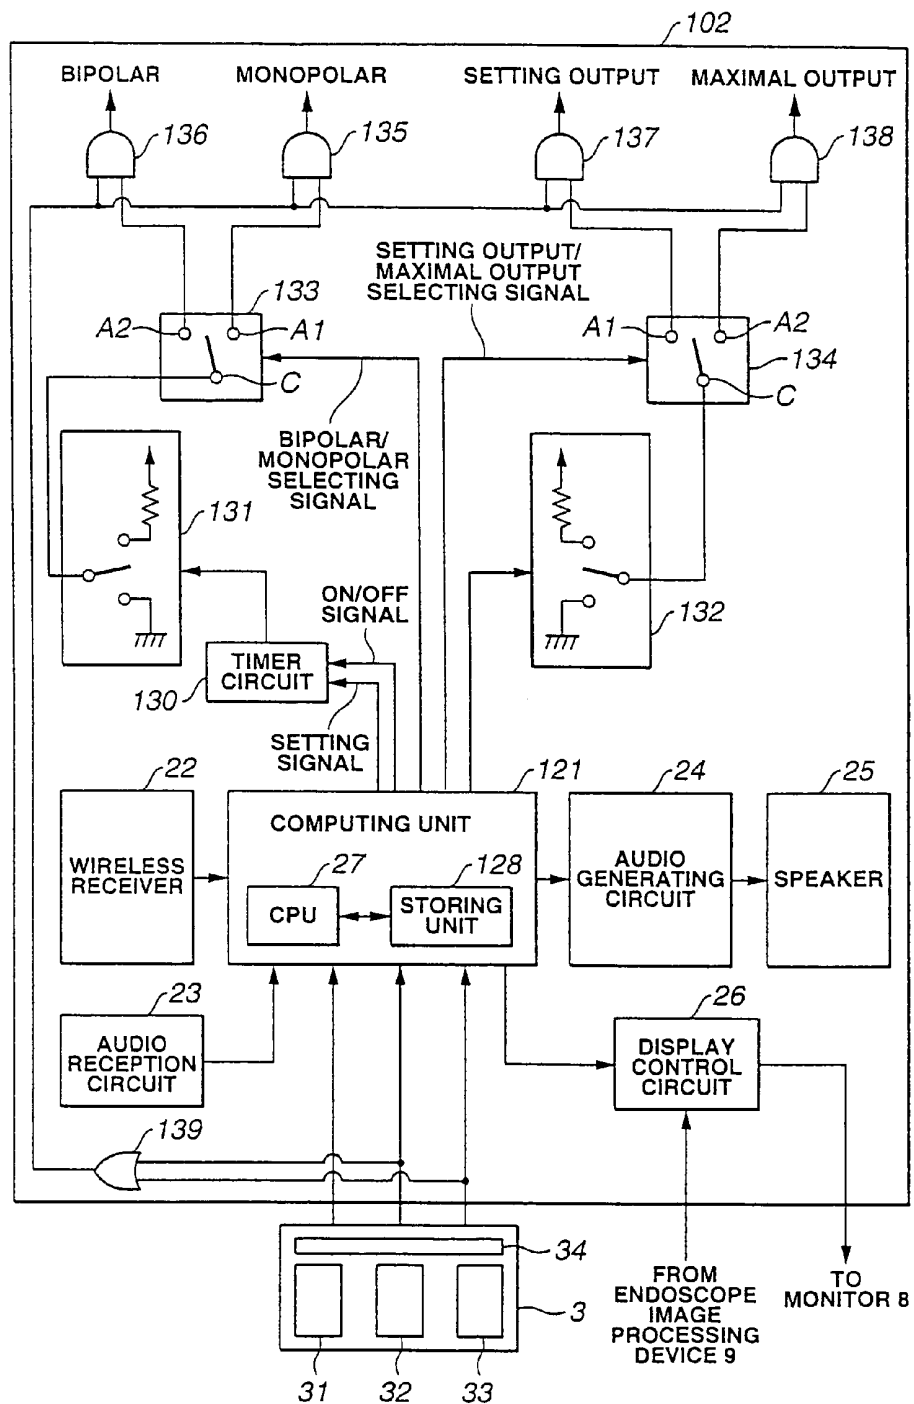 102
BIPOLAR
MONOPOLAR
SETTING OUTPUT
MAXIMAL OUTPUT
136
135
137
138
SETTING OUTPUT/
MAXIMAL OUTPUT
SELECTING SIGNAL
133
A2
A1
C
A1
A2
134
C
BIPOLAR/
MONOPOLAR
SELECTING
SIGNAL
131
132
ON/OFF
SIGNAL
TIMER
CIRCUIT
130
SETTING
SIGNAL
22
121
24
25
WIRELESS
RECEIVER
COMPUTING UNIT
27
128
CPU
STORING
UNIT
AUDIO
GENERATING
CIRCUIT
SPEAKER
23
AUDIO
RECEPTION
CIRCUIT
26
DISPLAY
CONTROL
CIRCUIT
139
34
3
31
32
33
FROM
ENDOSCOPE
IMAGE
PROCESSING
DEVICE 9
TO
MONITOR 8